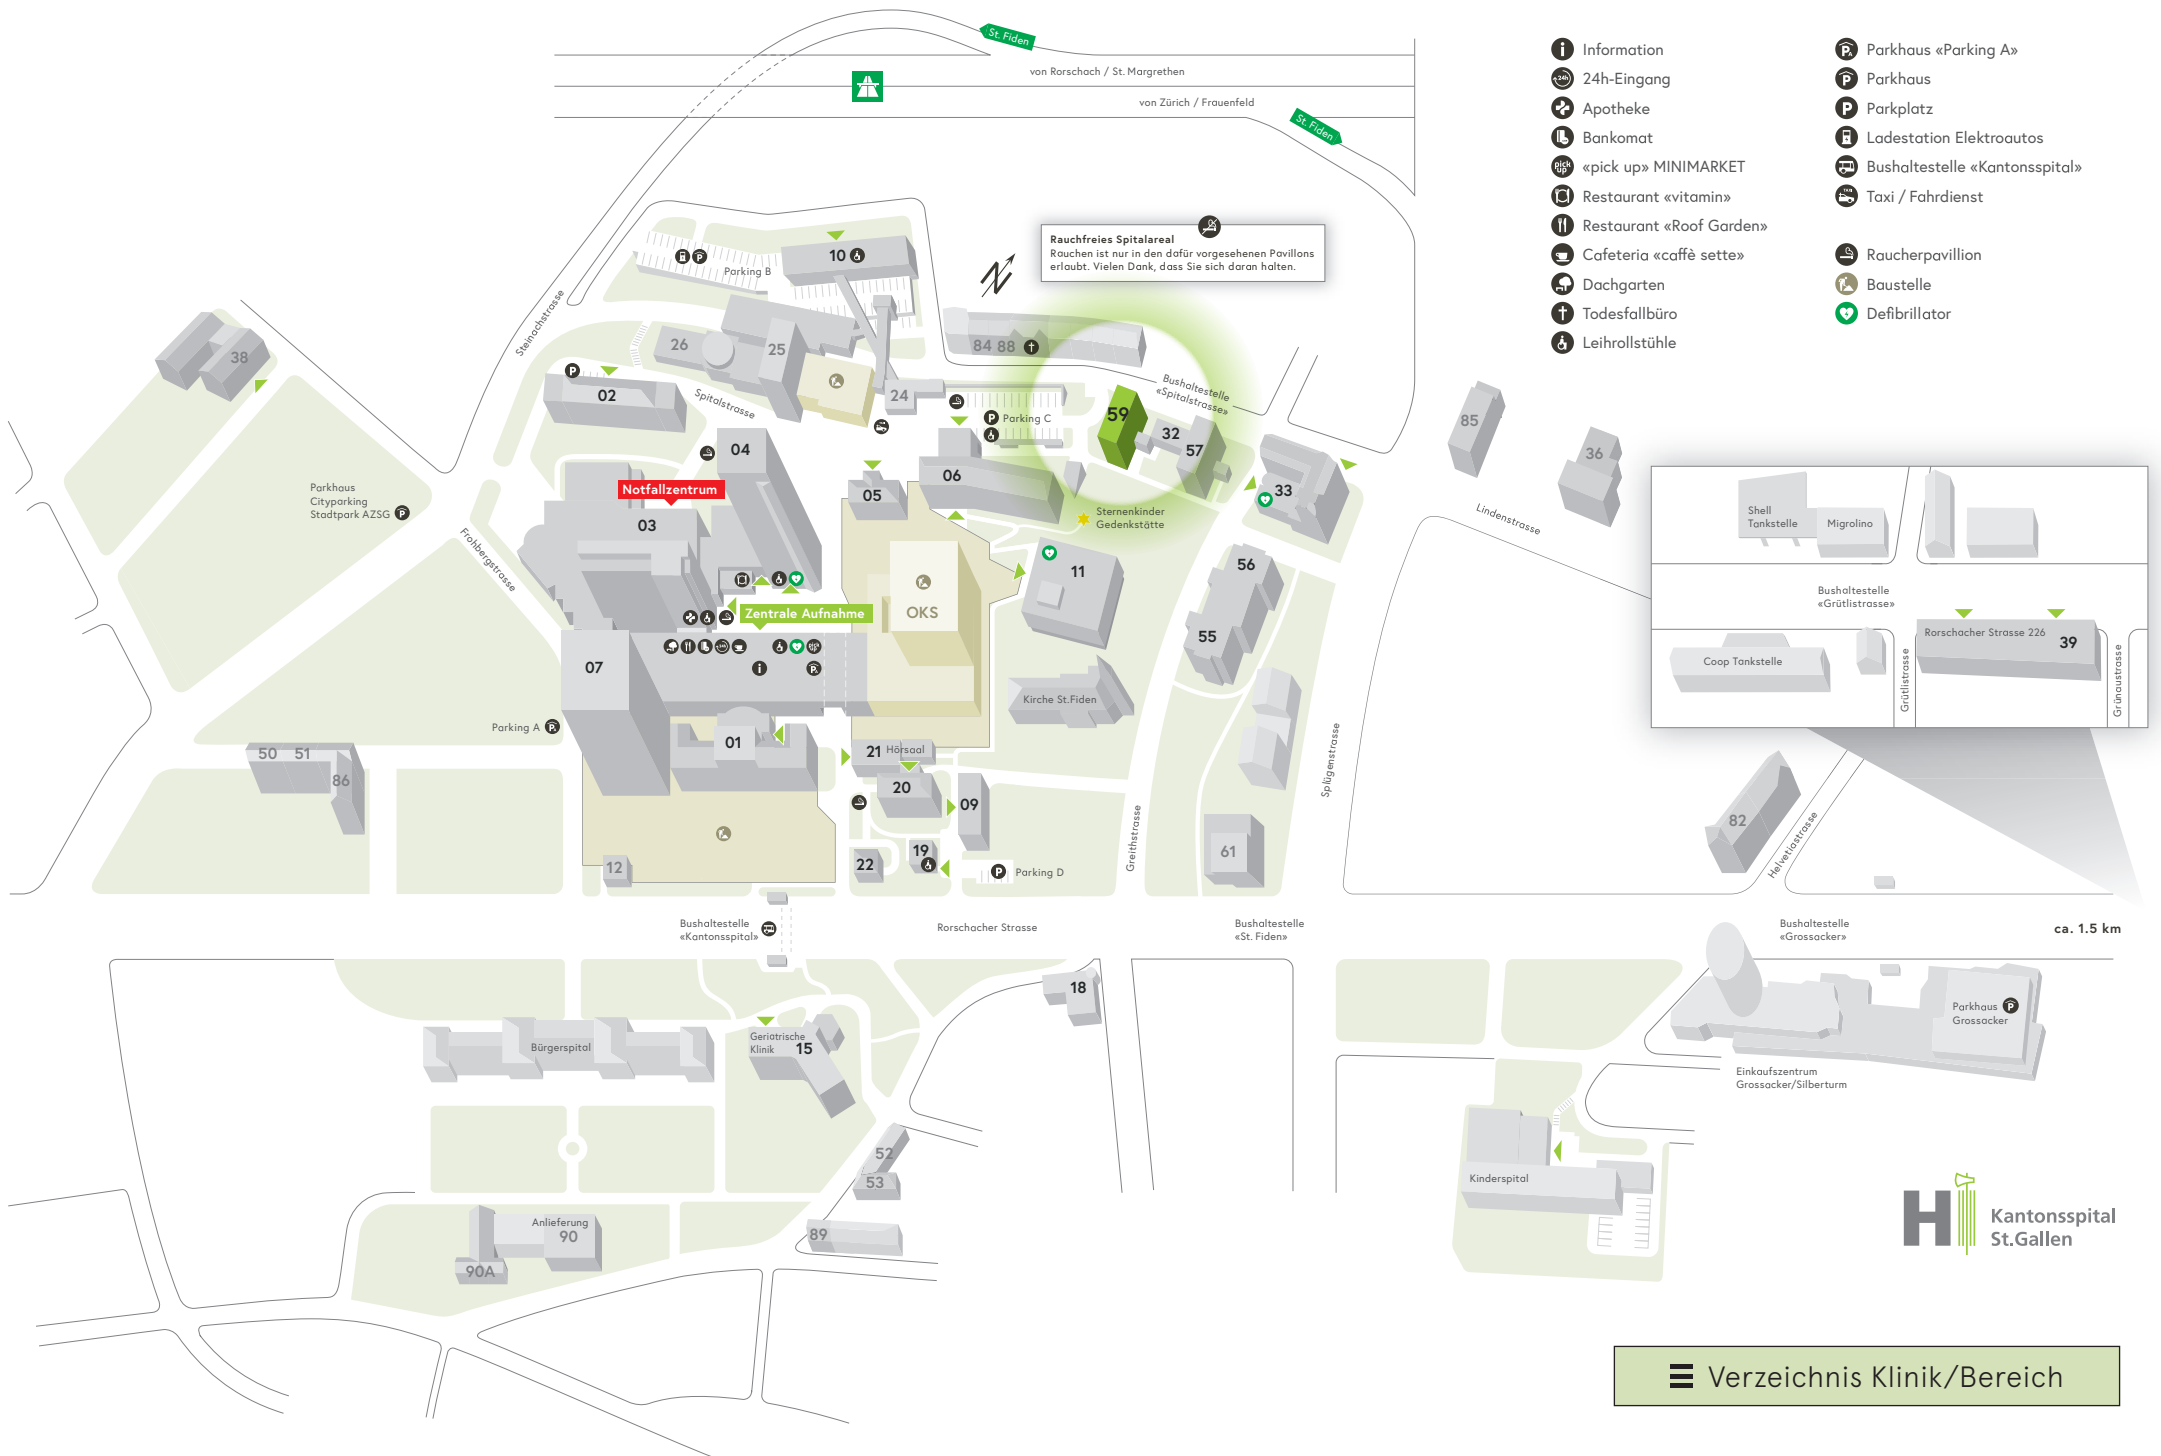 St. Fiden
von Rorschach / St. Margrethen
von Zürich / Frauenfeld
St. Fiden
Information
24h-Eingang
Apotheke
Bankomat
«pick up» MINIMARKET
Restaurant «vitamin»
Restaurant «Roof Garden»
Cafeteria «caffè sette»
Dachgarten
Todesfallbüro
Leihrollstühle
Parkhaus «Parking A»
Parkhaus
Parkplatz
Ladestation Elektroautos
Bushaltestelle «Kantonsspital»
Taxi / Fahrdienst
Raucherpavillion
Baustelle
Defibrillator
Rauchfreies Spitalareal
Rauchen ist nur in den dafür vorgesehenen Pavillons
erlaubt. Vielen Dank, dass Sie sich daran halten.
N
10
Parking B
Steinachstrasse
38
26
25
84 88
02
Spitalstrasse
24
Parking C
59
Bushaltestelle
«Spitalstrasse»
32
57
85
36
04
Notfallzentrum
03
05
06
33
Sternenkinder
Gedenkstätte
Lindenstrasse
Parkhaus
Cityparking
Stadtpark AZSG
Frohbergstrasse
11
56
55
OKS
Zentrale Aufnahme
07
Kirche St.Fiden
Parking A
01
21 Hörsaal
20
09
50 51
86
12
22
19
Parking D
61
Greithstrasse
Splügenstrasse
82
Helvetiastrasse
Shell
Tankstelle
Migrolino
Bushaltestelle
«Grütlistrasse»
Rorschacher Strasse 226
39
Coop Tankstelle
Grütlistrasse
Grünaustrasse
Bushaltestelle
«Kantonsspital»
Rorschacher Strasse
Bushaltestelle
«St. Fiden»
Bushaltestelle
«Grossacker»
ca. 1.5 km
18
Bürgerspital
Geriatrische
Klinik 15
Parkhaus
Grossacker
Einkaufszentrum
Grossacker/Silberturm
52
53
89
Anlieferung
90
90A
Kinderspital
H
Kantonsspital
St.Gallen
Verzeichnis Klinik/Bereich